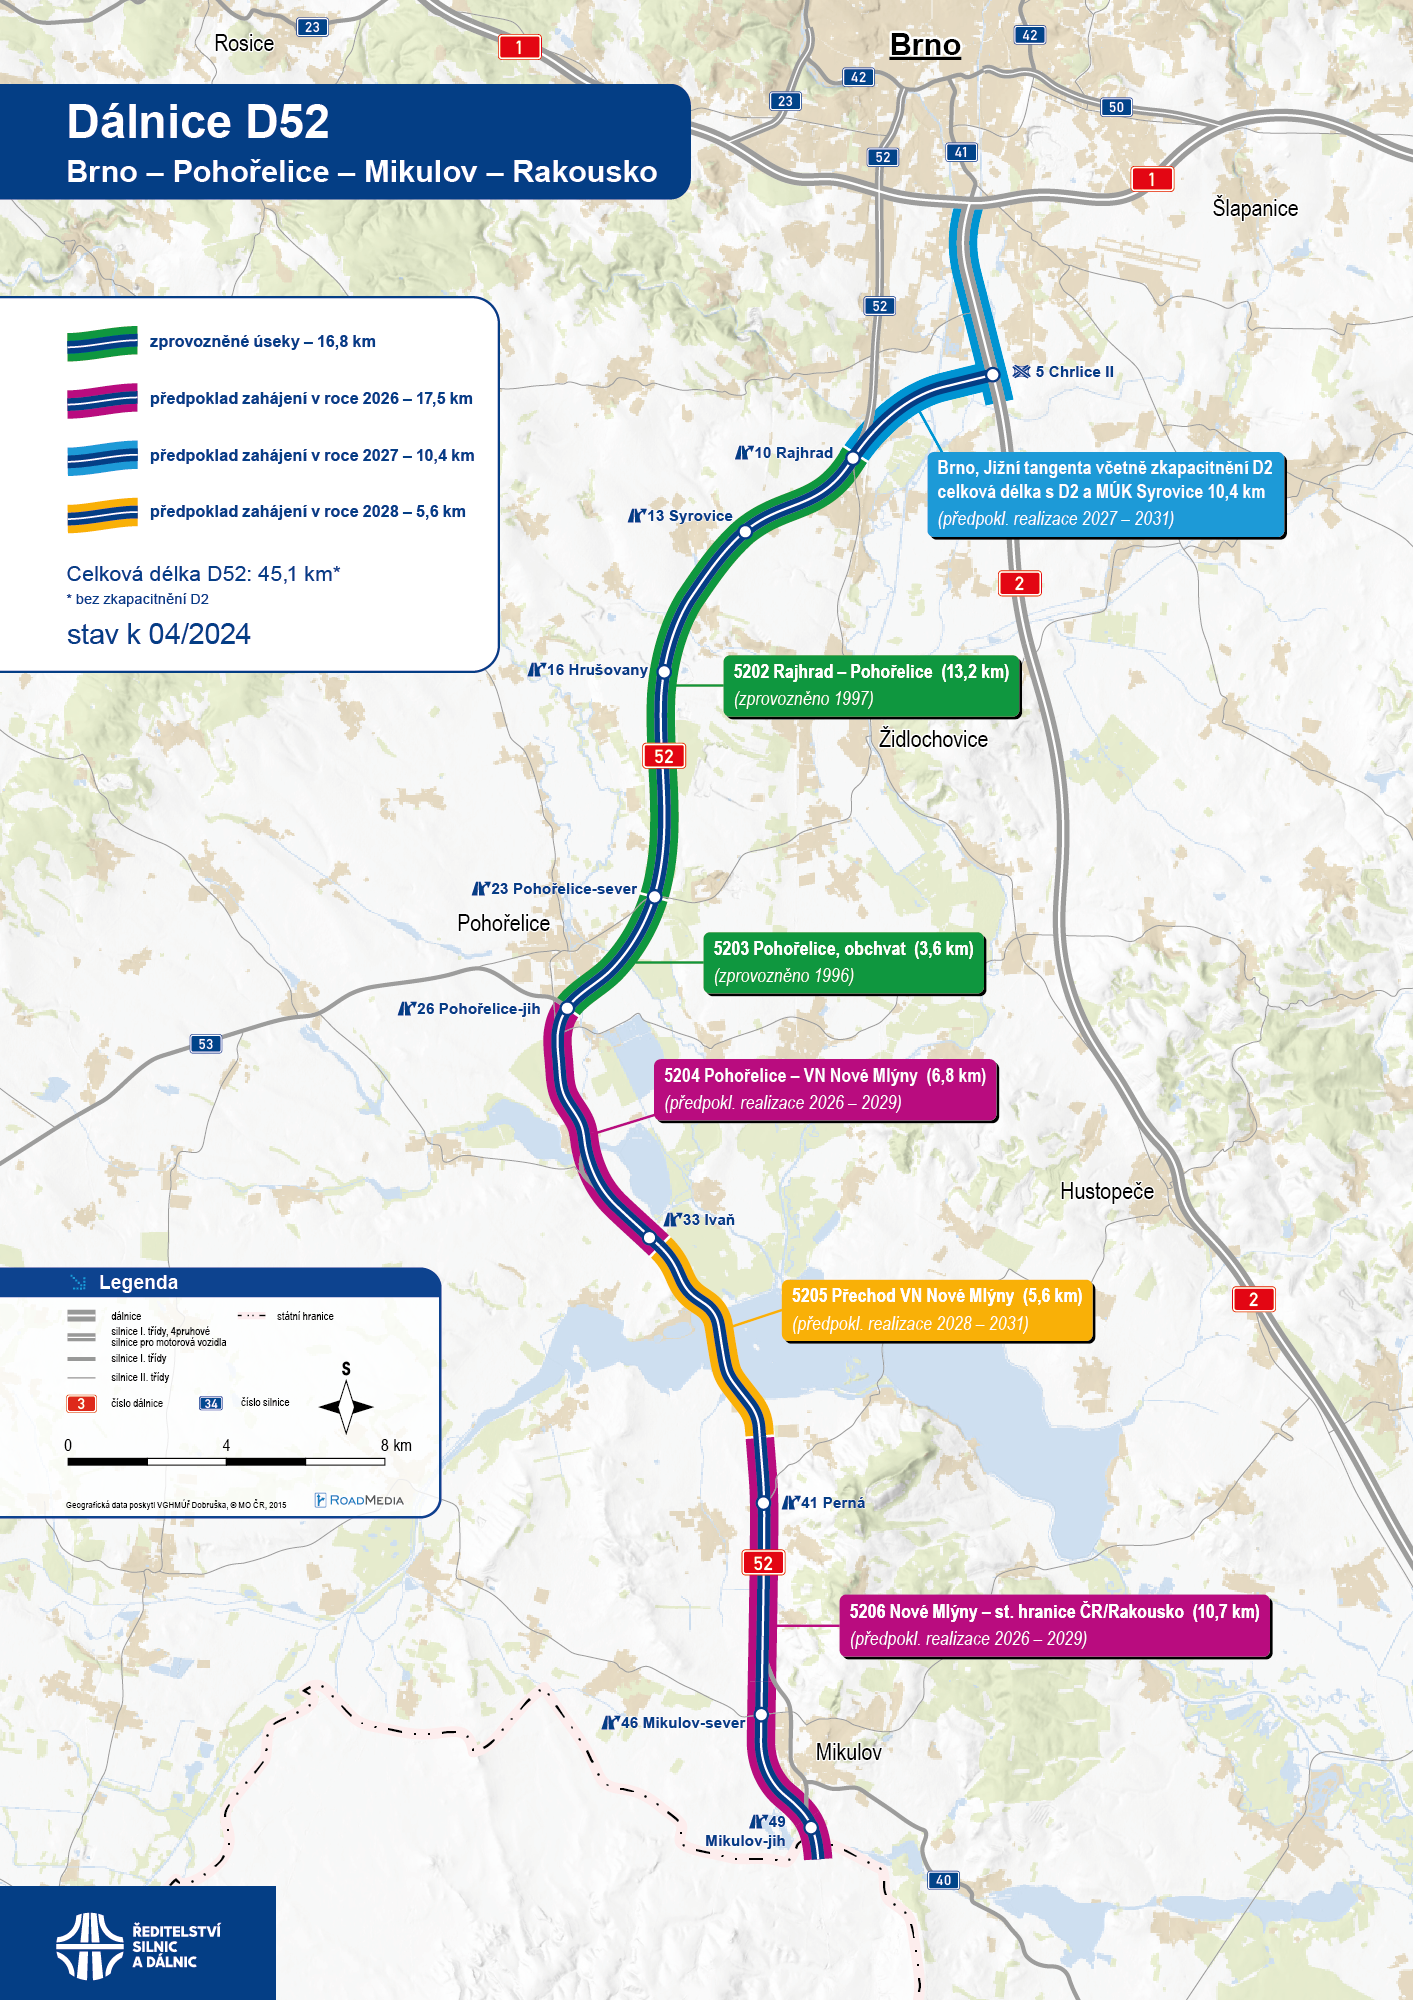 23
Rosice
1
Brno
42
42
23
50
52
41
1
Šlapanice
Dálnice D52
Brno – Pohořelice – Mikulov – Rakousko
52
zprovozněné úseky – 16,8 km
předpoklad zahájení v roce 2026 – 17,5 km
předpoklad zahájení v roce 2027 – 10,4 km
předpoklad zahájení v roce 2028 – 5,6 km
Celková délka D52: 45,1 km*
* bez zkapacitnění D2
stav k 04/2024
5 Chrlice II
10 Rajhrad
Brno, Jižní tangenta včetně zkapacitnění D2
celková délka s D2 a MÚK Syrovice 10,4 km
(předpokl. realizace 2027 – 2031)
13 Syrovice
2
16 Hrušovany
5202 Rajhrad – Pohořelice (13,2 km)
(zprovozněno 1997)
Židlochovice
52
23 Pohořelice-sever
Pohořelice
5203 Pohořelice, obchvat (3,6 km)
(zprovozněno 1996)
26 Pohořelice-jih
53
5204 Pohořelice – VN Nové Mlýny (6,8 km)
(předpokl. realizace 2026 – 2029)
Hustopeče
33 Ivaň
2
5205 Přechod VN Nové Mlýny (5,6 km)
(předpokl. realizace 2028 – 2031)
Legenda
dálnice
státní hranice
silnice I. třídy, 4pruhové
silnice pro motorová vozidla
silnice I. třídy
silnice II. třídy
S
3
číslo dálnice
34
číslo silnice
0 4 8 km
Geografická data poskytl VGHMÚř Dobruška, © MO ČR, 2015
ROADMEDIA
41 Perná
52
5206 Nové Mlýny – st. hranice ČR/Rakousko (10,7 km)
(předpokl. realizace 2026 – 2029)
46 Mikulov-sever
Mikulov
49
Mikulov-jih
40
ŘEDITELSTVÍ
SILNIC
A DÁLNIC